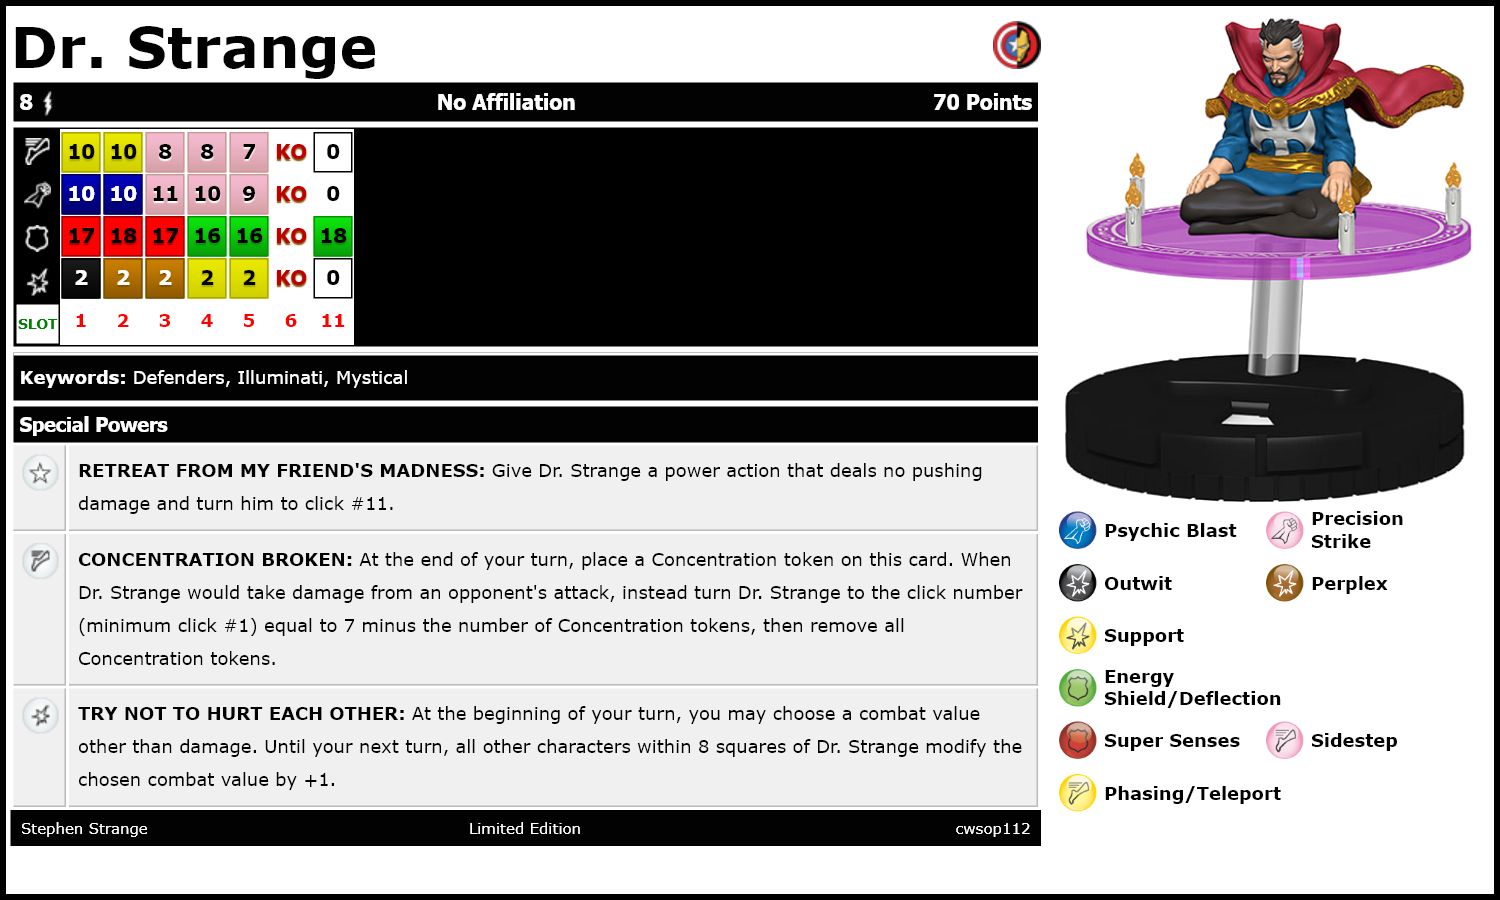 Dr. Strange
8 No Affiliation 70 Points
10 10 8 8 7 KO 0
10 10 11 10 9 KO 0
17 18 17 16 16 KO 18
2 2 2 2 2 KO 0
SLOT 1 2 3 4 5 6 11
Keywords: Defenders, Illuminati, Mystical
Special Powers
RETREAT FROM MY FRIEND'S MADNESS: Give Dr. Strange a power action that deals no pushing
damage and turn him to click #11.
CONCENTRATION BROKEN: At the end of your turn, place a Concentration token on this card. When
Dr. Strange would take damage from an opponent's attack, instead turn Dr. Strange to the click number
(minimum click #1) equal to 7 minus the number of Concentration tokens, then remove all
Concentration tokens.
TRY NOT TO HURT EACH OTHER: At the beginning of your turn, you may choose a combat value
other than damage. Until your next turn, all other characters within 8 squares of Dr. Strange modify the
chosen combat value by +1.
Stephen Strange Limited Edition cwsop112
Psychic Blast
Precision
Strike
Outwit
Perplex
Support
Energy
Shield/Deflection
Super Senses
Sidestep
Phasing/Teleport